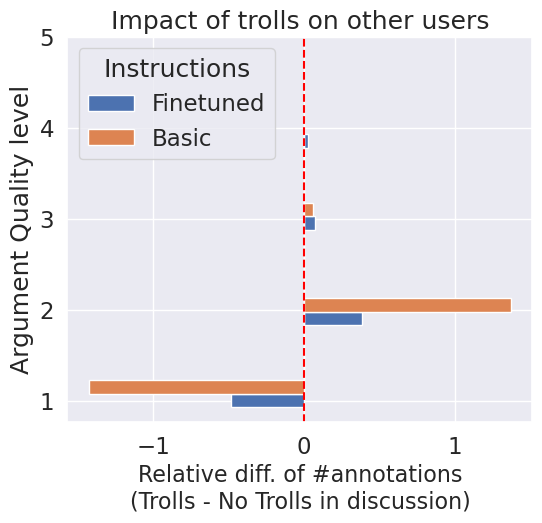 Impact of trolls on other users
Instructions
Finetuned
Basic
Argument Quality level
5
4
3
2
1
−1
0
1
Relative diff. of #annotations
(Trolls - No Trolls in discussion)